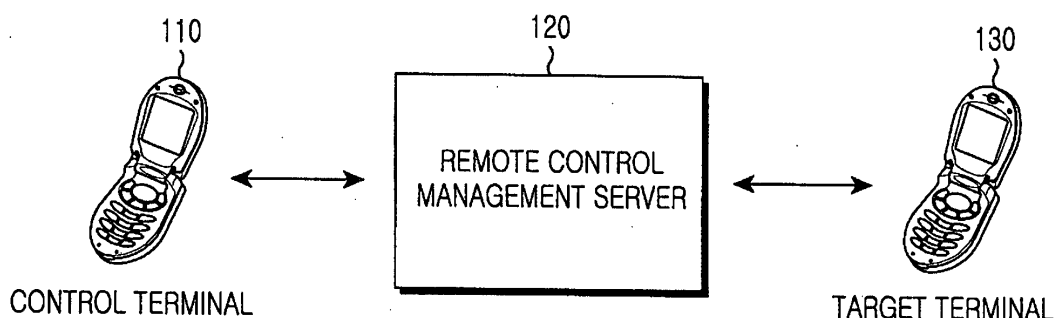 110
120
130
REMOTE CONTROL
MANAGEMENT SERVER
CONTROL TERMINAL
TARGET TERMINAL